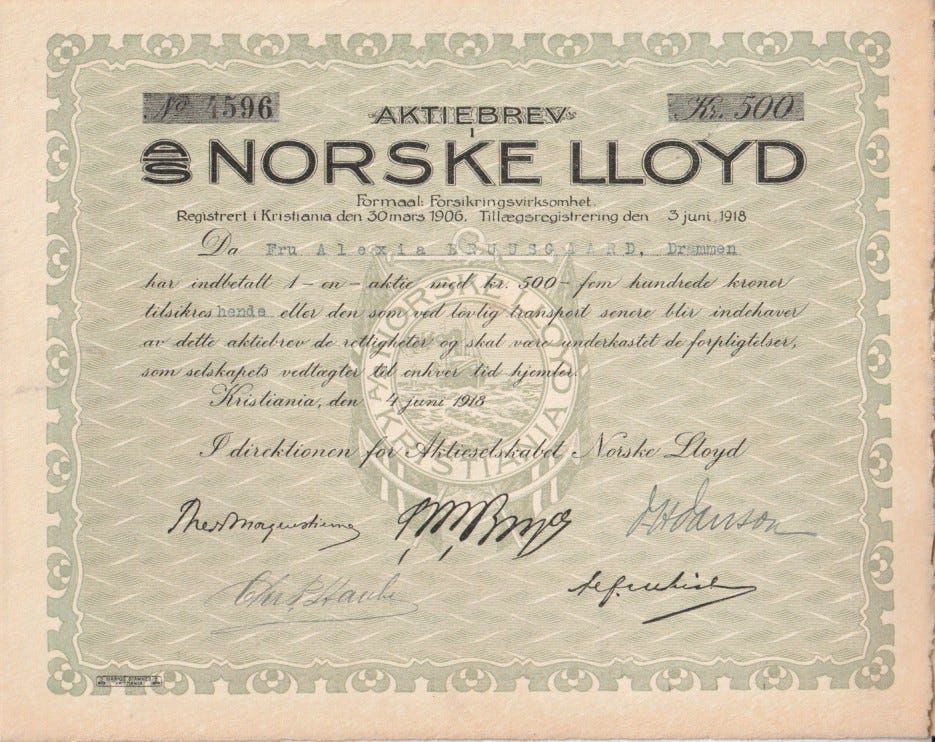 No 4596
Kr. 500
AKTIEBREV
I
A/S NORSKE LLOYD
Formaal: Forsikringsvirksomhet.
Registrert i Kristiania den 30 mars 1906. Tillægsregistrering den 3 juni 1918
Da Fru Alexia BRUUSGAARD, Drammen
har indbetalt 1 – en – aktie med kr. 500 – fem hundrede kroner
tilsikres hende eller den som ved lovlig transport senere blir indehaver
av dette aktiebrev de rettigheter og skal være underkastet de forpligtelser,
som selskapets vedtægter til enhver tid hjemler.
Kristiania, den 4 juni 1918
I direktionen for Aktieselskabet Norske Lloyd
A/S NORSKE LLOYD
KRISTIANIA